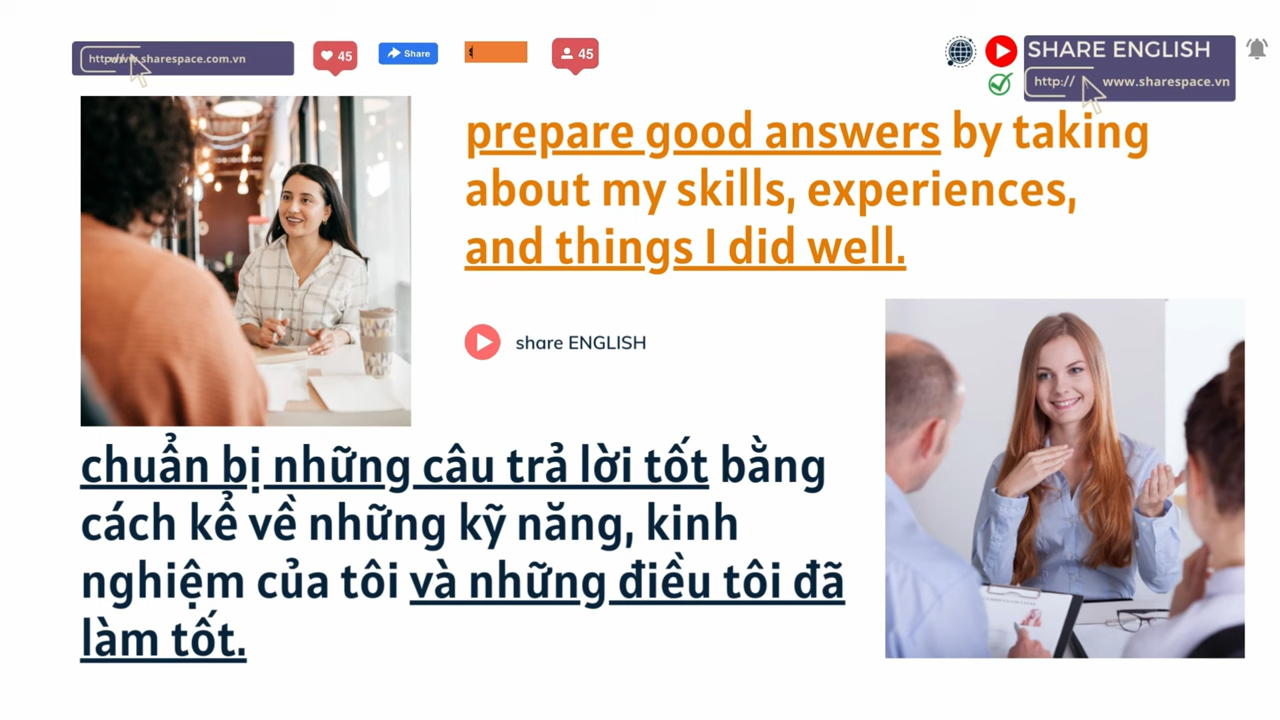 http://www.sharespace.com.vn
45
Share
45
SHARE ENGLISH
http:// www.sharespace.vn
prepare good answers by taking
about my skills, experiences,
and things I did well.
share ENGLISH
chuẩn bị những câu trả lời tốt bằng
cách kể về những kỹ năng, kinh
nghiệm của tôi và những điều tôi đã
làm tốt.